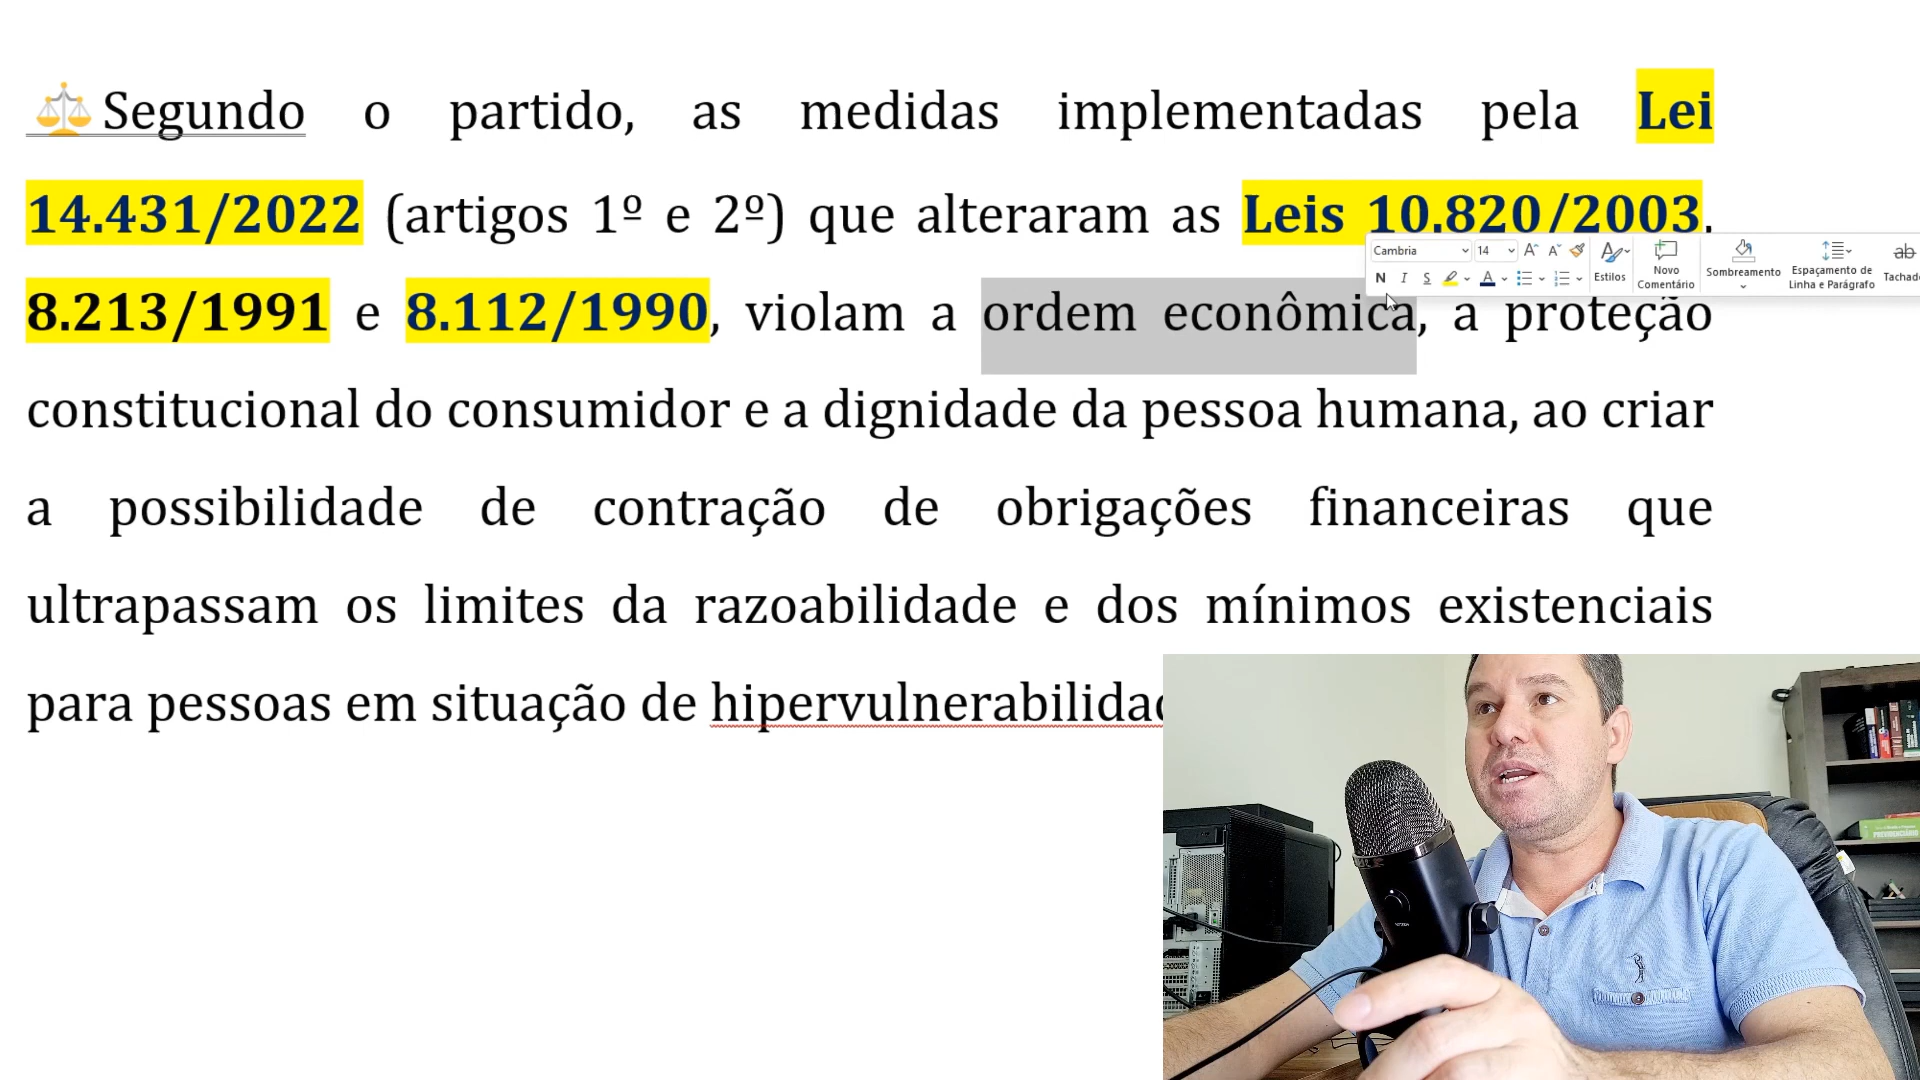 Segundo o partido, as medidas implementadas pela Lei
14.431/2022 (artigos 1º e 2º) que alteraram as Leis 10.820/2003,
8.213/1991 e 8.112/1990, violam a ordem econômica, a proteção
constitucional do consumidor e a dignidade da pessoa humana, ao criar
a possibilidade de contração de obrigações financeiras que
ultrapassam os limites da razoabilidade e dos mínimos existenciais
para pessoas em situação de
Cambria 14
Novo Comentário
N I S
Estilos
Sombreamento
Espaçamento de Linha e Parágrafo
ab
PREVIDENCIÁRIO